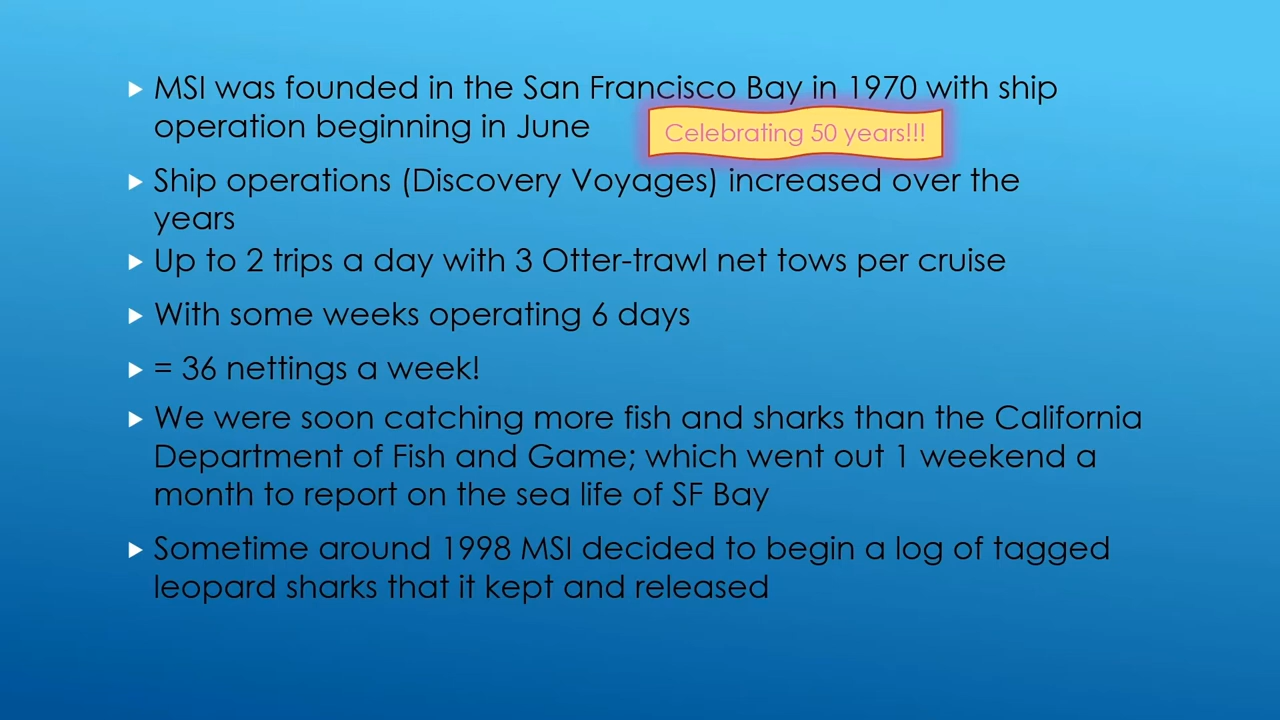 MSI was founded in the San Francisco Bay in 1970 with ship
operation beginning in June
Celebrating 50 years!!!
Ship operations (Discovery Voyages) increased over the
years
Up to 2 trips a day with 3 Otter-trawl net tows per cruise
With some weeks operating 6 days
= 36 nettings a week!
We were soon catching more fish and sharks than the California
Department of Fish and Game; which went out 1 weekend a
month to report on the sea life of SF Bay
Sometime around 1998 MSI decided to begin a log of tagged
leopard sharks that it kept and released